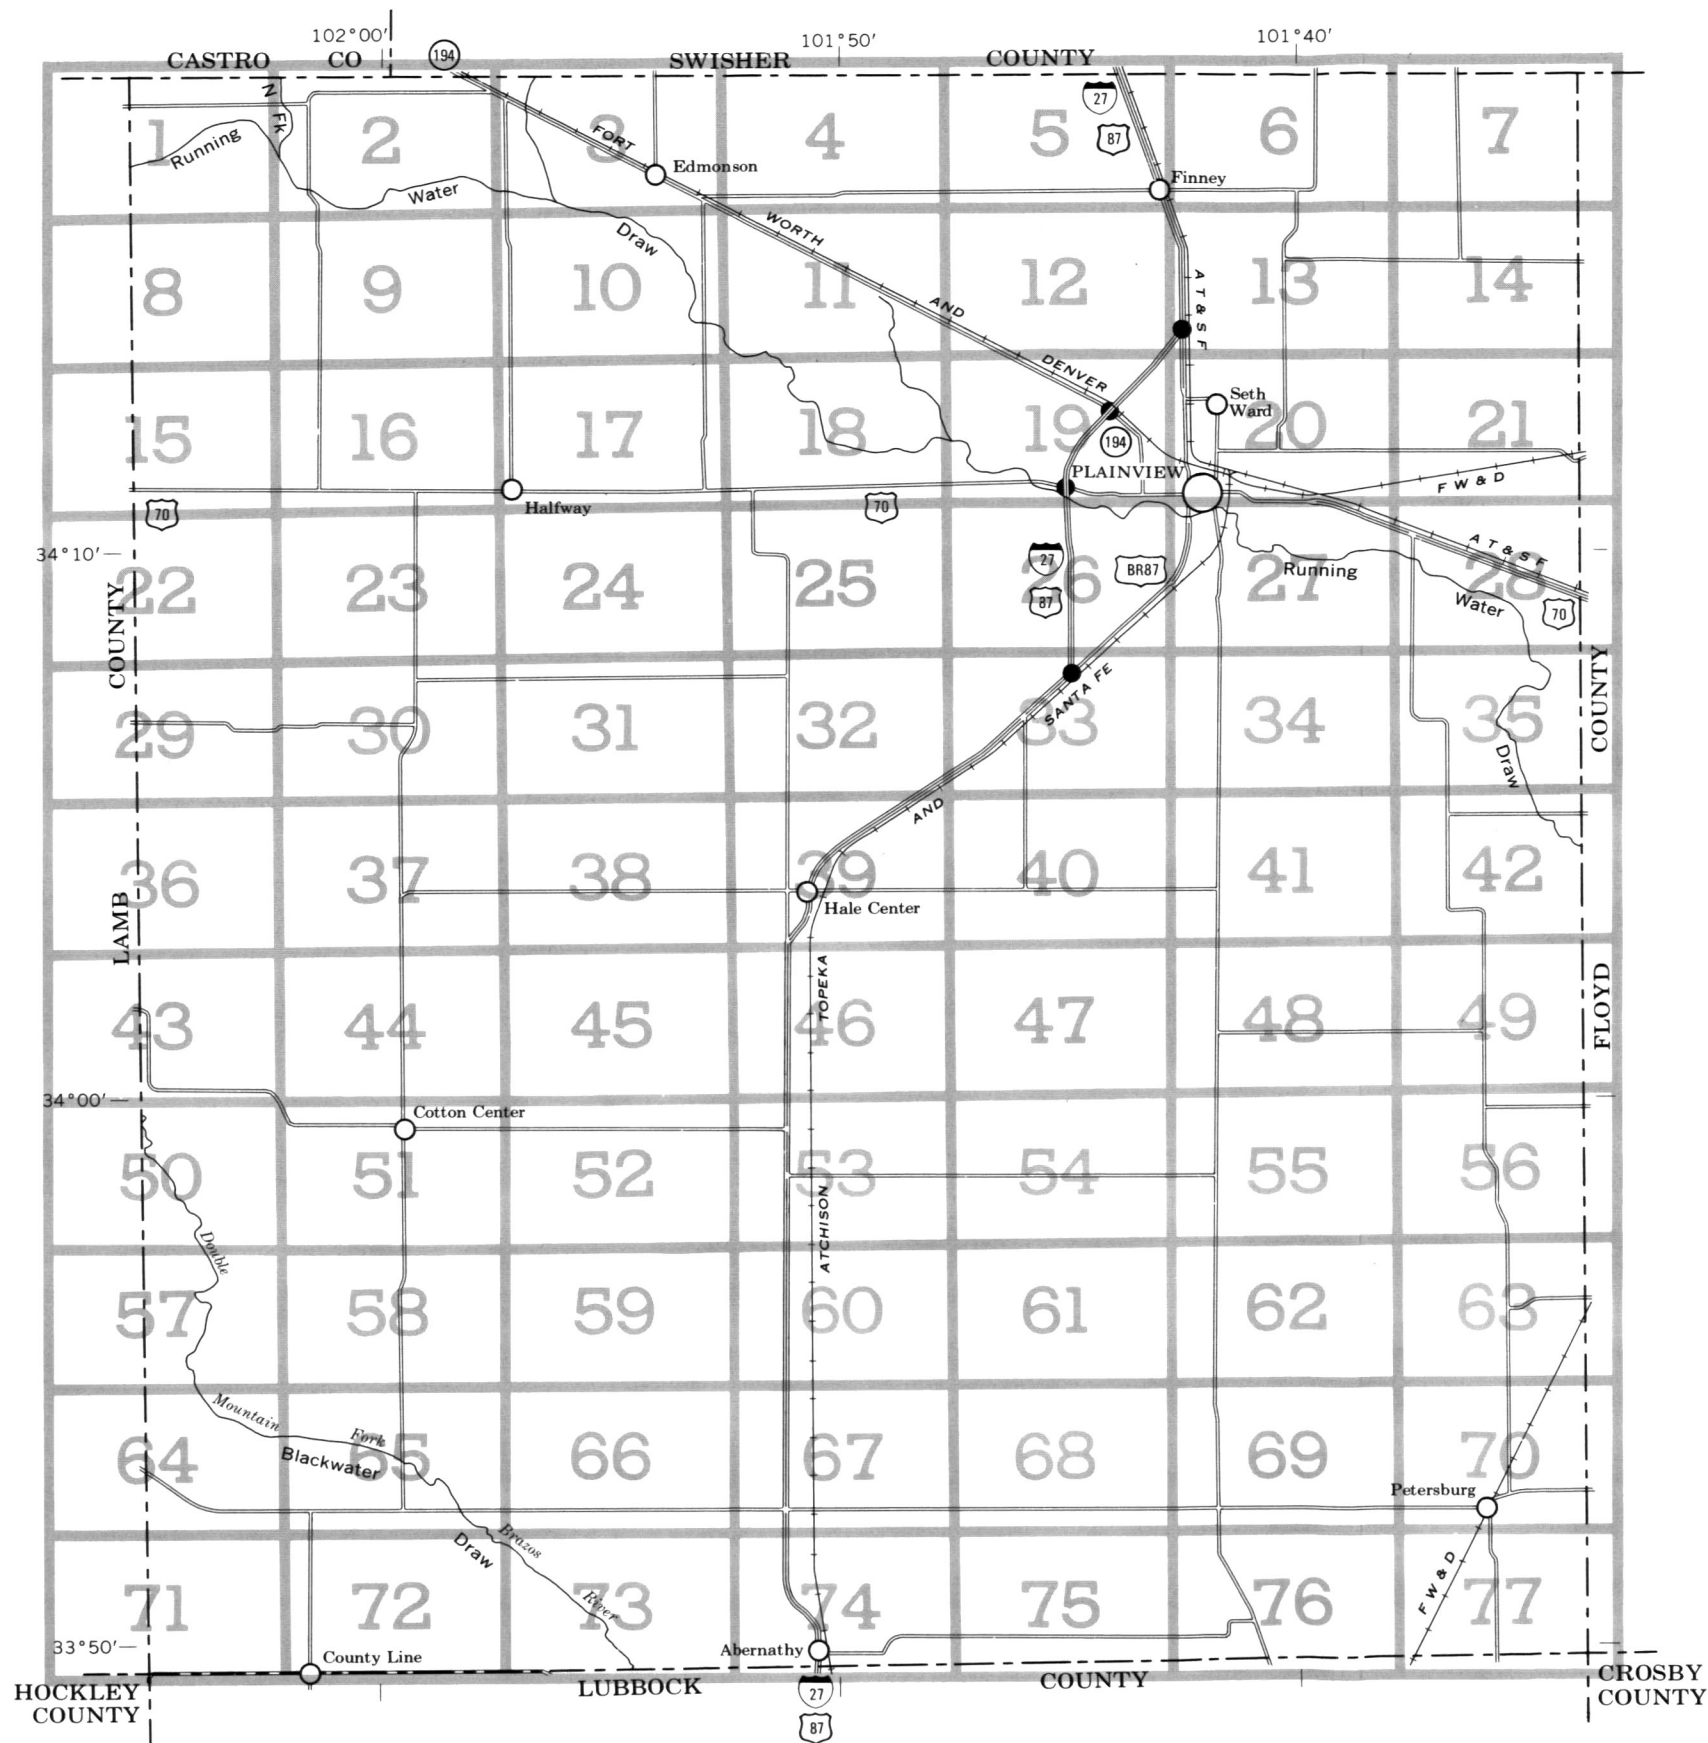 102°00′ 101°50′ 101°40′
CASTRO CO SWISHER COUNTY
194
27
87
N Fk
1 2 3 4 5 6 7
Running Water Draw
FORT WORTH AND DENVER
Edmonson
Finney
8 9 10 11 12 13 14
A T & S F
15 16 17 18 19 20 21
Seth
Ward
194
PLAINVIEW
F W & D
70
Halfway
70
34°10′
A T & S F
27
87
BR87
Running Water Draw
70
22 23 24 25 26 27 28
COUNTY
COUNTY
29 30 31 32 33 34 35
SANTA FE
AND
36 37 38 39 40 41 42
Hale Center
LAMB
FLOYD
TOPEKA
43 44 45 46 47 48 49
34°00′
Cotton Center
50 51 52 53 54 55 56
ATCHISON
Double
57 58 59 60 61 62 63
Mountain Fork
Blackwater
64 65 66 67 68 69 70
Petersburg
Brazos
Draw
River
F W & D
71 72 73 74 75 76 77
33°50′
County Line
Abernathy
HOCKLEY
COUNTY
LUBBOCK COUNTY
CROSBY
COUNTY
27
87